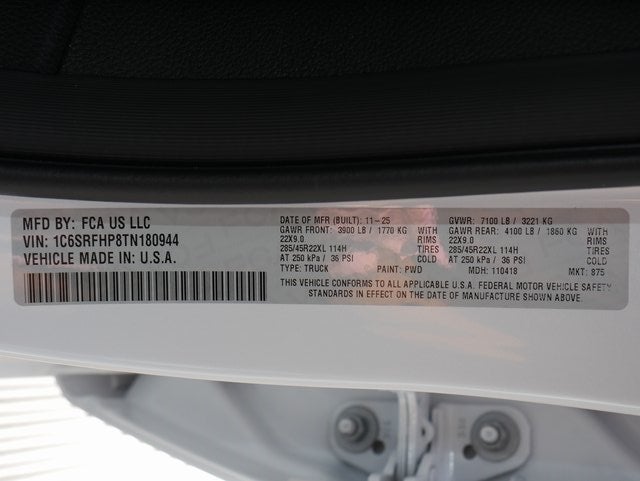 MFD BY: FCA US LLC
VIN: 1C6SRFHP8TN180944
VEHICLE MADE IN: U.S.A.
DATE OF MFR (BUILT): 11-25 GVWR: 7100 LB / 3221 KG
GAWR FRONT: 3900 LB / 1770 KG WITH GAWR REAR: 4100 LB / 1860 KG WITH
22X9.0 RIMS 22X9.0 RIMS
285/45R22XL 114H TIRES 285/45R22XL 114H TIRES
AT 250 kPa / 36 PSI COLD AT 250 kPa / 36 PSI COLD
TYPE: TRUCK PAINT: PWD MDH: 110418 MKT: 875
THIS VEHICLE CONFORMS TO ALL APPLICABLE U.S.A. FEDERAL MOTOR VEHICLE SAFETY
STANDARDS IN EFFECT ON THE DATE OF MANUFACTURE SHOWN ABOVE.